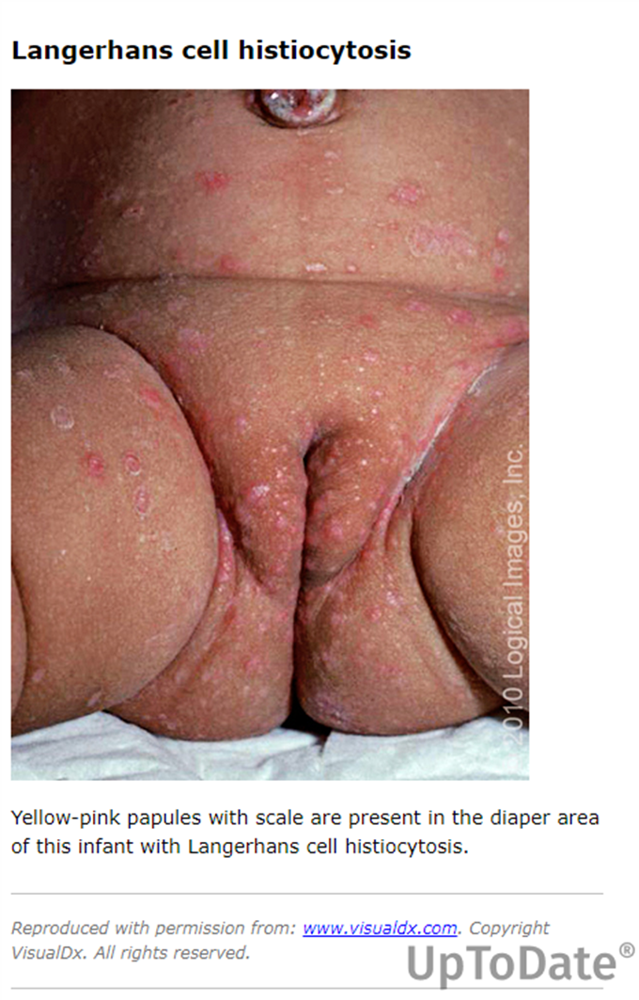 Langerhans cell histiocytosis
2010 Logical Images, Inc.
Yellow-pink papules with scale are present in the diaper area
of this infant with Langerhans cell histiocytosis.
Reproduced with permission from: www.visualdx.com. Copyright
VisualDx. All rights reserved.
UpToDate®